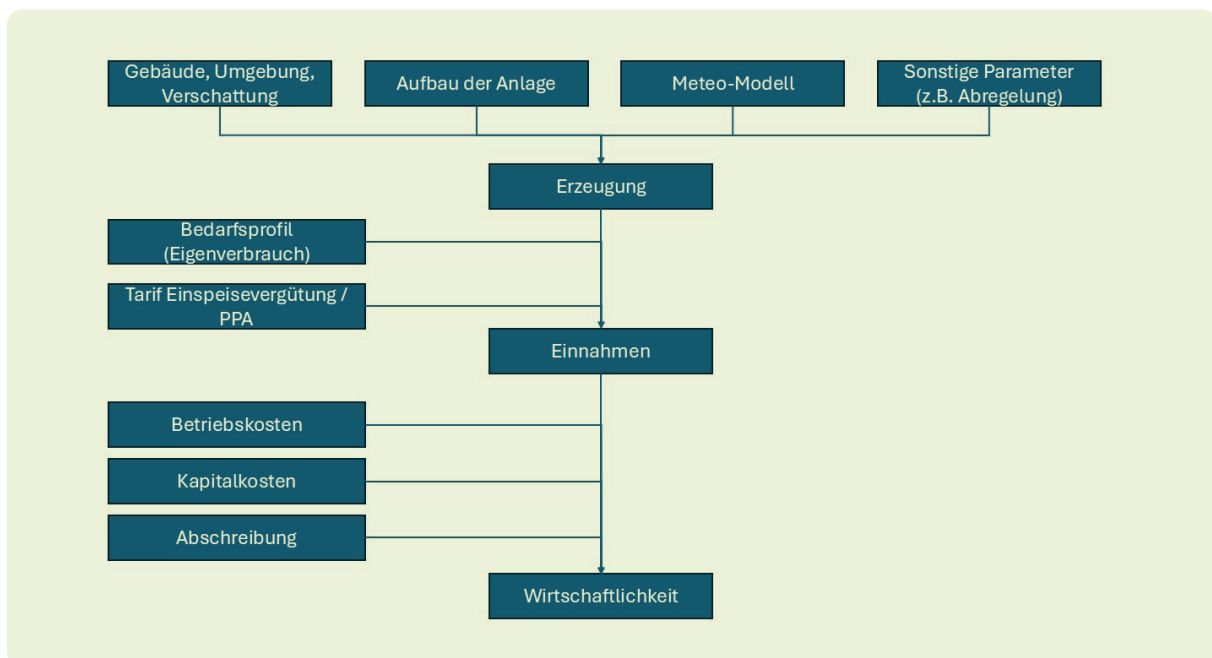 Gebäude, Umgebung,
Verschattung
Aufbau der Anlage
Meteo-Modell
Sonstige Parameter
(z.B. Abregelung)
Erzeugung
Bedarfsprofil
(Eigenverbrauch)
Tarif Einspeisevergütung /
PPA
Einnahmen
Betriebskosten
Kapitalkosten
Abschreibung
Wirtschaftlichkeit